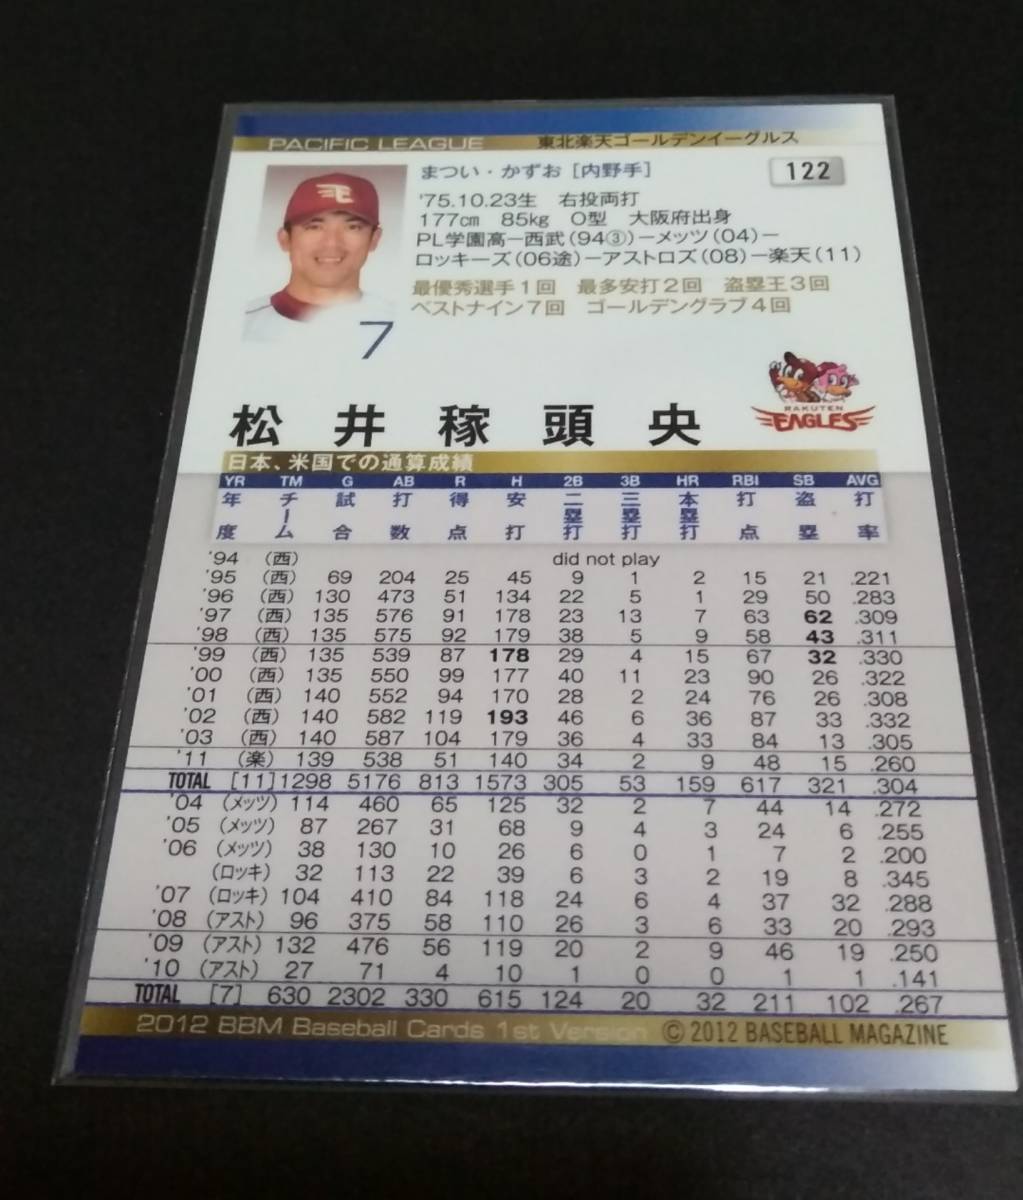 PACIFIC LEAGUE 東北楽天ゴールデンイーグルス
まつい・かずお［内野手］ 122
'75.10.23生 右投両打
177cm 85kg O型 大阪府出身
PL学園高－西武(94③)－メッツ(04)－
ロッキーズ(06途)－アストロズ(08)－楽天(11)
最優秀選手1回 最多安打2回 盗塁王3回
ベストナイン7回 ゴールデングラブ4回
7
松井稼頭央
RAKUTEN
EAGLES
日本、米国での通算成績
YR TM G AB R H 2B 3B HR RBI SB AVG
年度 チーム 試合 打数 得点 安打 二塁打 三塁打 本塁打 打点 盗塁 打率
'94 (西) did not play
'95 (西) 69 204 25 45 9 1 2 15 21 .221
'96 (西) 130 473 51 134 22 5 1 29 50 .283
'97 (西) 135 576 91 178 23 13 7 63 62 .309
'98 (西) 135 575 92 179 38 5 9 58 43 .311
'99 (西) 135 539 87 178 29 4 15 67 32 .330
'00 (西) 135 550 99 177 40 11 23 90 26 .322
'01 (西) 140 552 94 170 28 2 24 76 26 .308
'02 (西) 140 582 119 193 46 6 36 87 33 .332
'03 (西) 140 587 104 179 36 4 33 84 13 .305
'11 (楽) 139 538 51 140 34 2 9 48 15 .260
TOTAL [11] 1298 5176 813 1573 305 53 159 617 321 .304
'04 (メッツ) 114 460 65 125 32 2 7 44 14 .272
'05 (メッツ) 87 267 31 68 9 4 3 24 6 .255
'06 (メッツ) 38 130 10 26 6 0 1 7 2 .200
(ロッキ) 32 113 22 39 6 3 2 19 8 .345
'07 (ロッキ) 104 410 84 118 24 6 4 37 32 .288
'08 (アスト) 96 375 58 110 26 3 6 33 20 .293
'09 (アスト) 132 476 56 119 20 2 9 46 19 .250
'10 (アスト) 27 71 4 10 1 0 0 1 1 .141
TOTAL [7] 630 2302 330 615 124 20 32 211 102 .267
2012 BBM Baseball Cards 1st Version © 2012 BASEBALL MAGAZINE